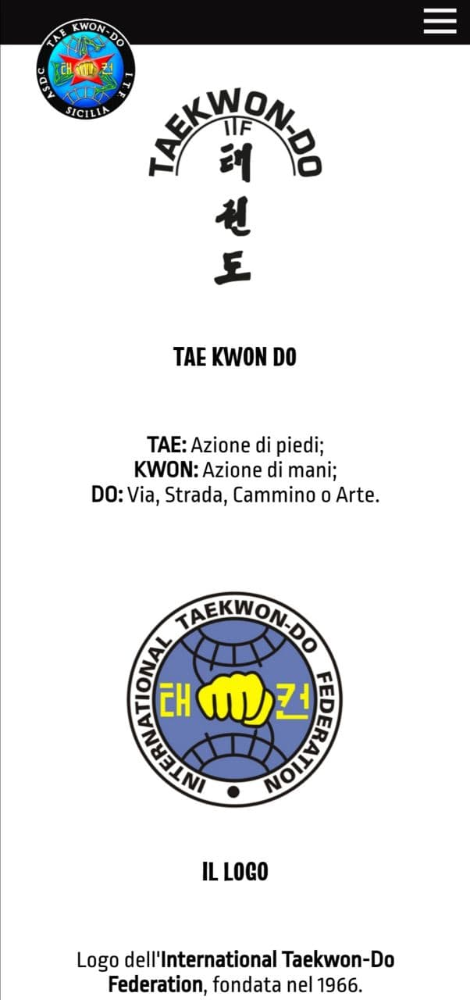 TAE KWON-DO
ASDC
I.T.F.
태 권
SICILIA
TAEKWON-DO
ITF
태
권
도
TAE KWON DO
TAE: Azione di piedi;
KWON: Azione di mani;
DO: Via, Strada, Cammino o Arte.
INTERNATIONAL TAEKWON-DO FEDERATION
태 권
IL LOGO
Logo dell'International Taekwon-Do
Federation, fondata nel 1966.